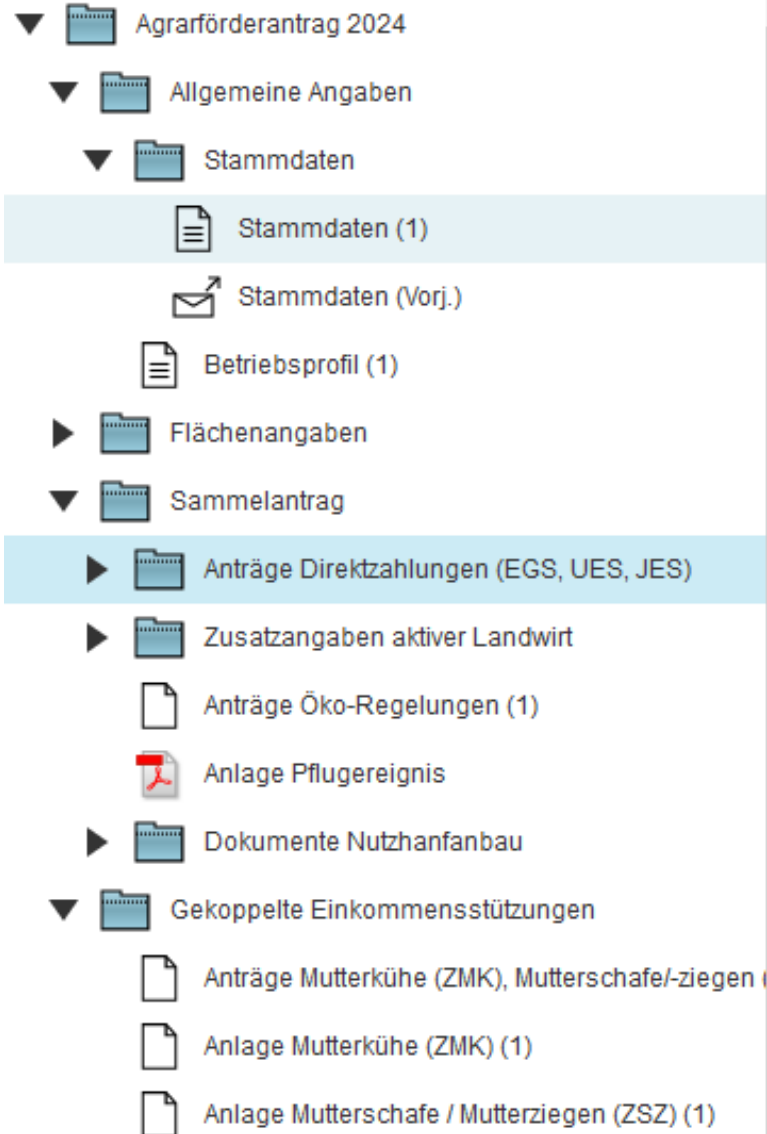 Agrarförderantrag 2024
Allgemeine Angaben
Stammdaten
Stammdaten (1)
Stammdaten (Vorj.)
Betriebsprofil (1)
Flächenangaben
Sammelantrag
Anträge Direktzahlungen (EGS, UES, JES)
Zusatzangaben aktiver Landwirt
Anträge Öko-Regelungen (1)
Anlage Pflugereignis
Dokumente Nutzhanfanbau
Gekoppelte Einkommensstützungen
Anträge Mutterkühe (ZMK), Mutterschafe/-ziegen (
Anlage Mutterkühe (ZMK) (1)
Anlage Mutterschafe / Mutterziegen (ZSZ) (1)